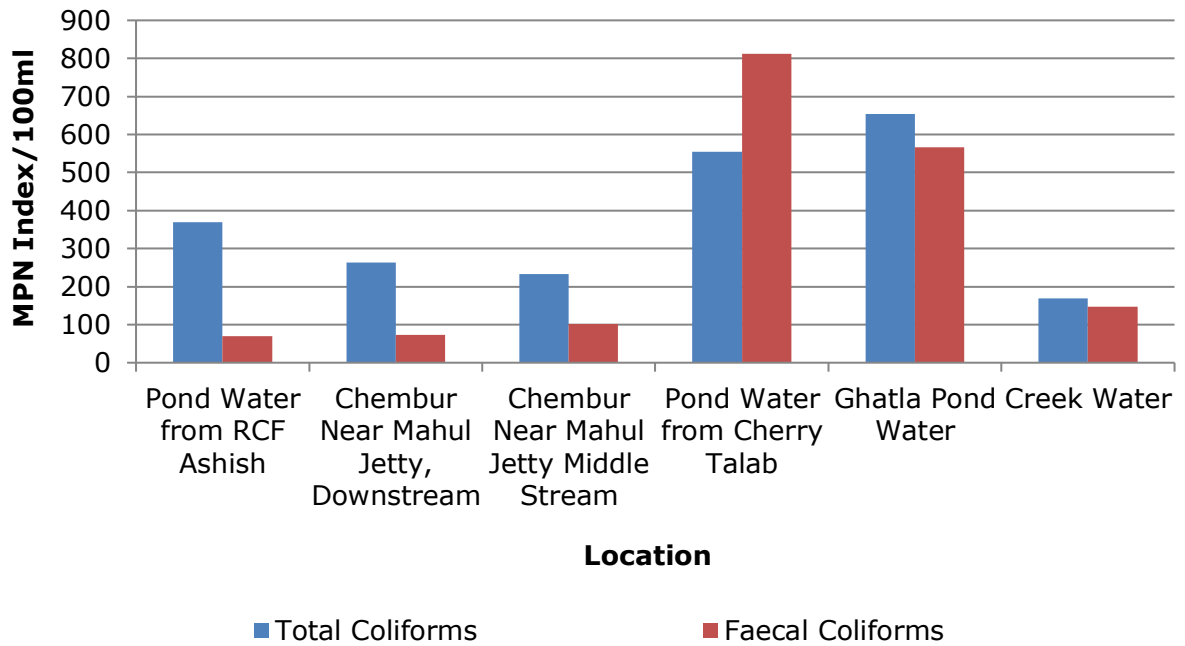 900
800
700
600
500
400
300
200
100
0
MPN Index/100ml
Pond Water
from RCF
Ashish
Chembur
Near Mahul
Jetty,
Downstream
Chembur
Near Mahul
Jetty Middle
Stream
Pond Water
from Cherry
Talab
Ghatla Pond
Water
Creek Water
Location
Total Coliforms
Faecal Coliforms